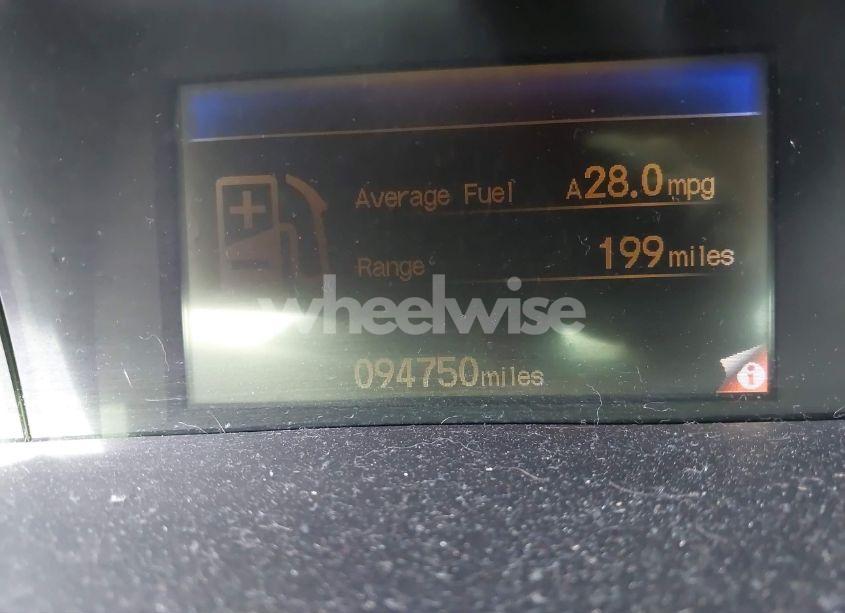 Average Fuel A28.0mpg
Range 199miles
wheelwise
094750miles